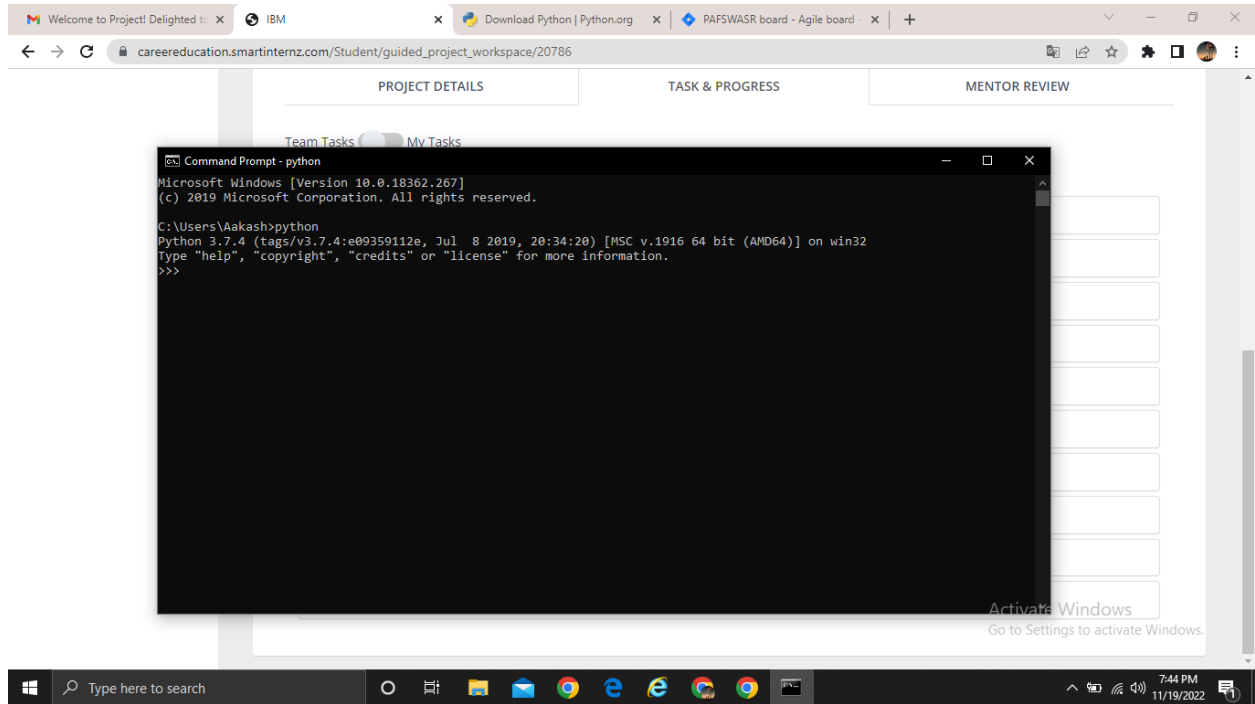 Welcome to Project! Delighted to
IBM
Download Python | Python.org
PAFSWASR board - Agile board -
careereducation.smartinternz.com/Student/guided_project_workspace/20786
PROJECT DETAILS
TASK & PROGRESS
MENTOR REVIEW
Team Tasks
My Tasks
Command Prompt - python
Microsoft Windows [Version 10.0.18362.267]
(c) 2019 Microsoft Corporation. All rights reserved.
C:\Users\Aakash>python
Python 3.7.4 (tags/v3.7.4:e09359112e, Jul  8 2019, 20:34:20) [MSC v.1916 64 bit (AMD64)] on win32
Type "help", "copyright", "credits" or "license" for more information.
>>>
Activate Windows
Go to Settings to activate Windows.
Type here to search
7:44 PM
11/19/2022
1